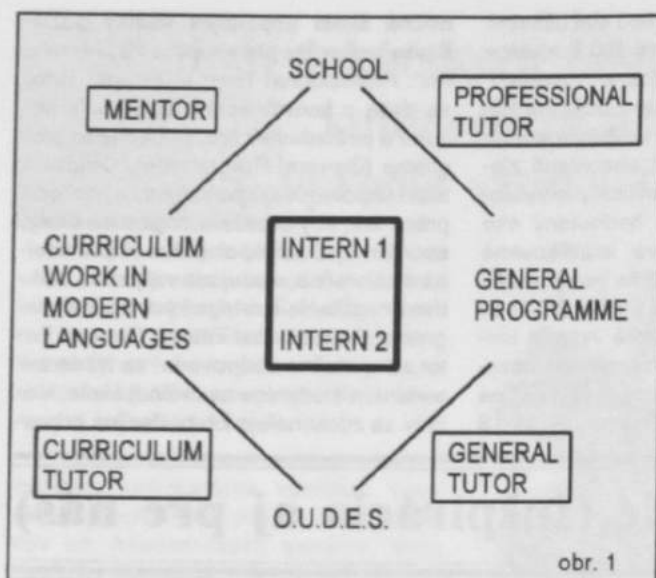 SCHOOL
MENTOR
PROFESSIONAL
TUTOR
CURRICULUM
WORK IN
MODERN
LANGUAGES
INTERN 1
INTERN 2
GENERAL
PROGRAMME
CURRICULUM
TUTOR
GENERAL
TUTOR
O.U.D.E.S.
obr. 1